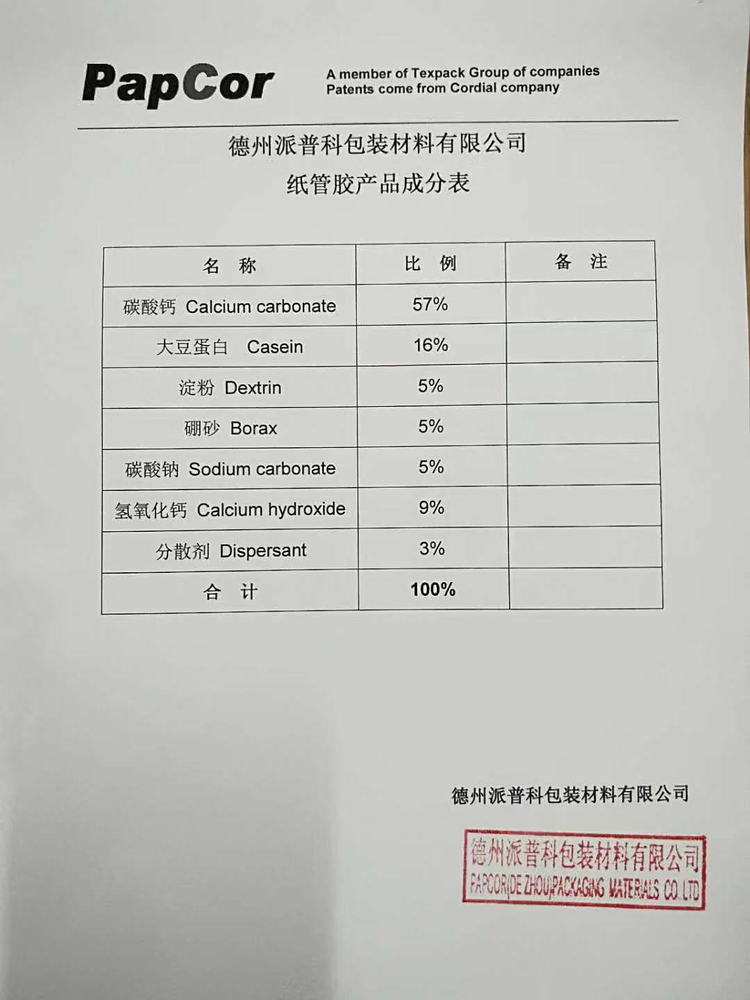 PapCor
A member of Texpack Group of companies
Patents come from Cordial company
德州派普科包装材料有限公司
纸管胶产品成分表
名 称 比 例 备 注
碳酸钙 Calcium carbonate 57%
大豆蛋白 Casein 16%
淀粉 Dextrin 5%
硼砂 Borax 5%
碳酸钠 Sodium carbonate 5%
氢氧化钙 Calcium hydroxide 9%
分散剂 Dispersant 3%
合 计 100%
德州派普科包装材料有限公司
德州派普科包装材料有限公司
PAPCOR(DE ZHOU)PACKAGING MATERIALS CO.,LTD